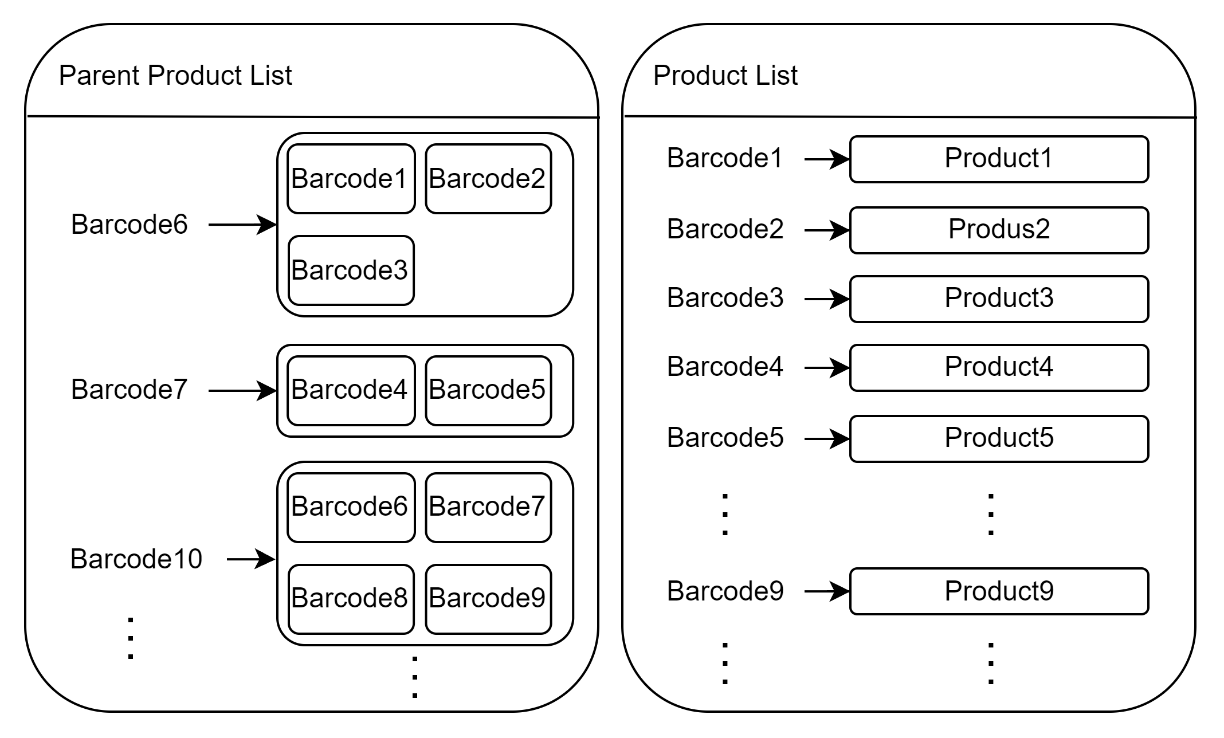 Parent Product List
Barcode6
Barcode1 Barcode2
Barcode3
Barcode7
Barcode4 Barcode5
Barcode10
Barcode6 Barcode7
Barcode8 Barcode9
Product List
Barcode1 Product1
Barcode2 Produs2
Barcode3 Product3
Barcode4 Product4
Barcode5 Product5
Barcode9 Product9